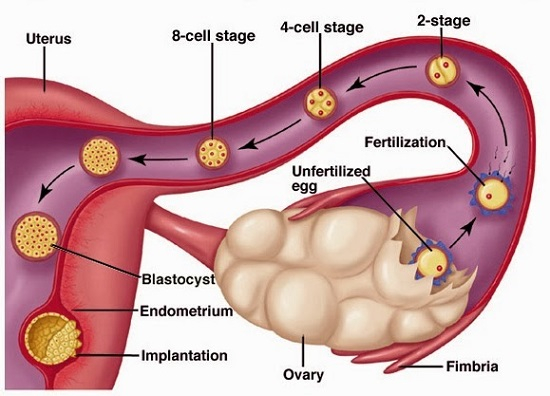 2-stage
4-cell stage
8-cell stage
Uterus
Fertilization
Unfertilized
egg
Blastocyst
Endometrium
Implantation
Ovary
Fimbria